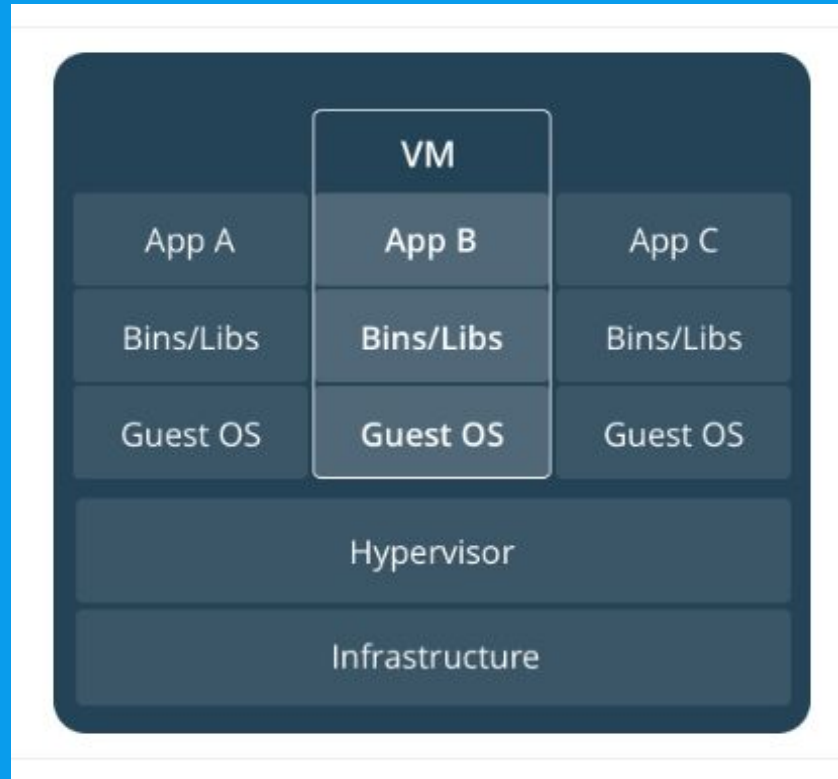 VM
App A
App B
App C
Bins/Libs
Bins/Libs
Bins/Libs
Guest OS
Guest OS
Guest OS
Hypervisor
Infrastructure